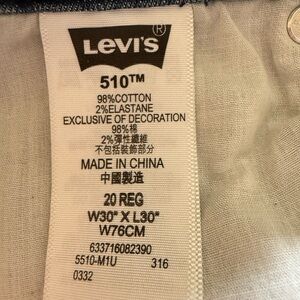 LEVI'S®
510™
98%COTTON
2%ELASTANE
EXCLUSIVE OF DECORATION
98%棉
2%彈性纖維
不包括裝飾部分
MADE IN CHINA
中國製造
20 REG
W30" X L30"
W76CM
633716082390
5510-M1U 316
0332